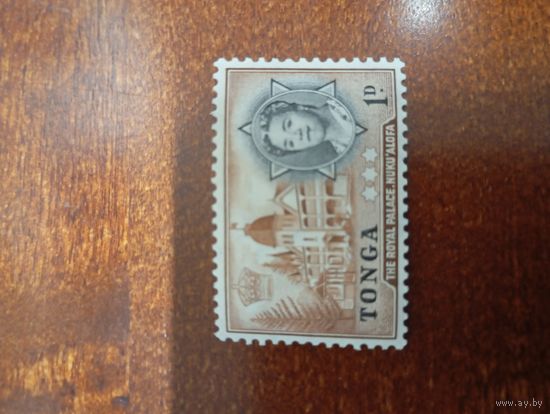 1D.
TONGA
THE ROYAL PALACE, NUKU'ALOFA
www.ay.by